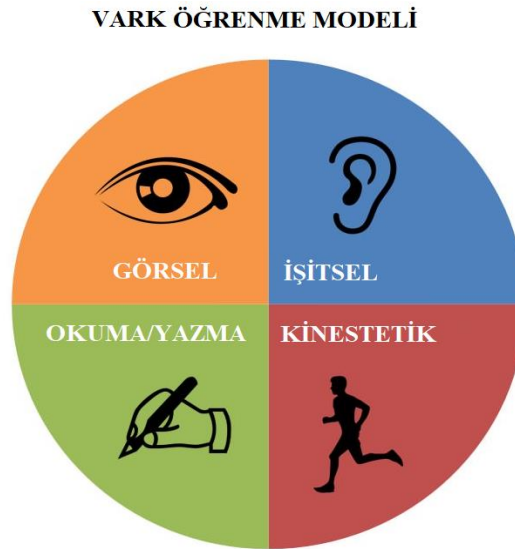 VARK ÖĞRENME MODELİ
GÖRSEL
İŞİTSEL
OKUMA/YAZMA
KİNESTETİK